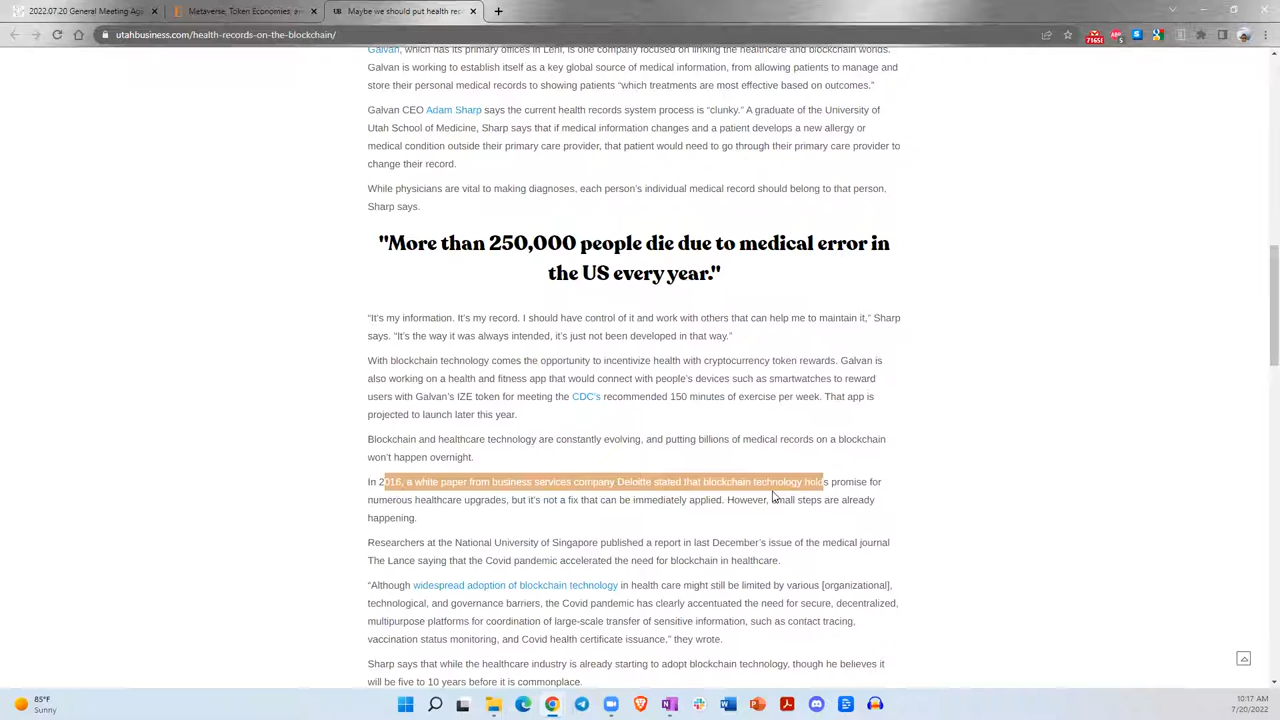 2022.07.20 General Meeting Ag
Metaverse, Token Economies, a
Maybe we should put health rec
utahbusiness.com/health-records-on-the-blockchain/
Galvan, which has its primary offices in Lehi, is one company focused on linking the healthcare and blockchain worlds.
Galvan is working to establish itself as a key global source of medical information, from allowing patients to manage and
store their personal medical records to showing patients “which treatments are most effective based on outcomes.”
Galvan CEO Adam Sharp says the current health records system process is “clunky.” A graduate of the University of
Utah School of Medicine, Sharp says that if medical information changes and a patient develops a new allergy or
medical condition outside their primary care provider, that patient would need to go through their primary care provider to
change their record.
While physicians are vital to making diagnoses, each person’s individual medical record should belong to that person,
Sharp says.
"More than 250,000 people die due to medical error in
the US every year."
“It’s my information. It’s my record. I should have control of it and work with others that can help me to maintain it,” Sharp
says. “It’s the way it was always intended, it’s just not been developed in that way.”
With blockchain technology comes the opportunity to incentivize health with cryptocurrency token rewards. Galvan is
also working on a health and fitness app that would connect with people’s devices such as smartwatches to reward
users with Galvan’s IZE token for meeting the CDC’s recommended 150 minutes of exercise per week. That app is
projected to launch later this year.
Blockchain and healthcare technology are constantly evolving, and putting billions of medical records on a blockchain
won’t happen overnight.
In 2016, a white paper from business services company Deloitte stated that blockchain technology holds promise for
numerous healthcare upgrades, but it’s not a fix that can be immediately applied. However, small steps are already
happening.
Researchers at the National University of Singapore published a report in last December’s issue of the medical journal
The Lance saying that the Covid pandemic accelerated the need for blockchain in healthcare.
“Although widespread adoption of blockchain technology in health care might still be limited by various [organizational],
technological, and governance barriers, the Covid pandemic has clearly accentuated the need for secure, decentralized,
multipurpose platforms for coordination of large-scale transfer of sensitive information, such as contact tracing,
vaccination status monitoring, and Covid health certificate issuance,” they wrote.
Sharp says that while the healthcare industry is already starting to adopt blockchain technology, though he believes it
will be five to 10 years before it is commonplace.
85°F
Sunny
10:17 AM
7/20/2022